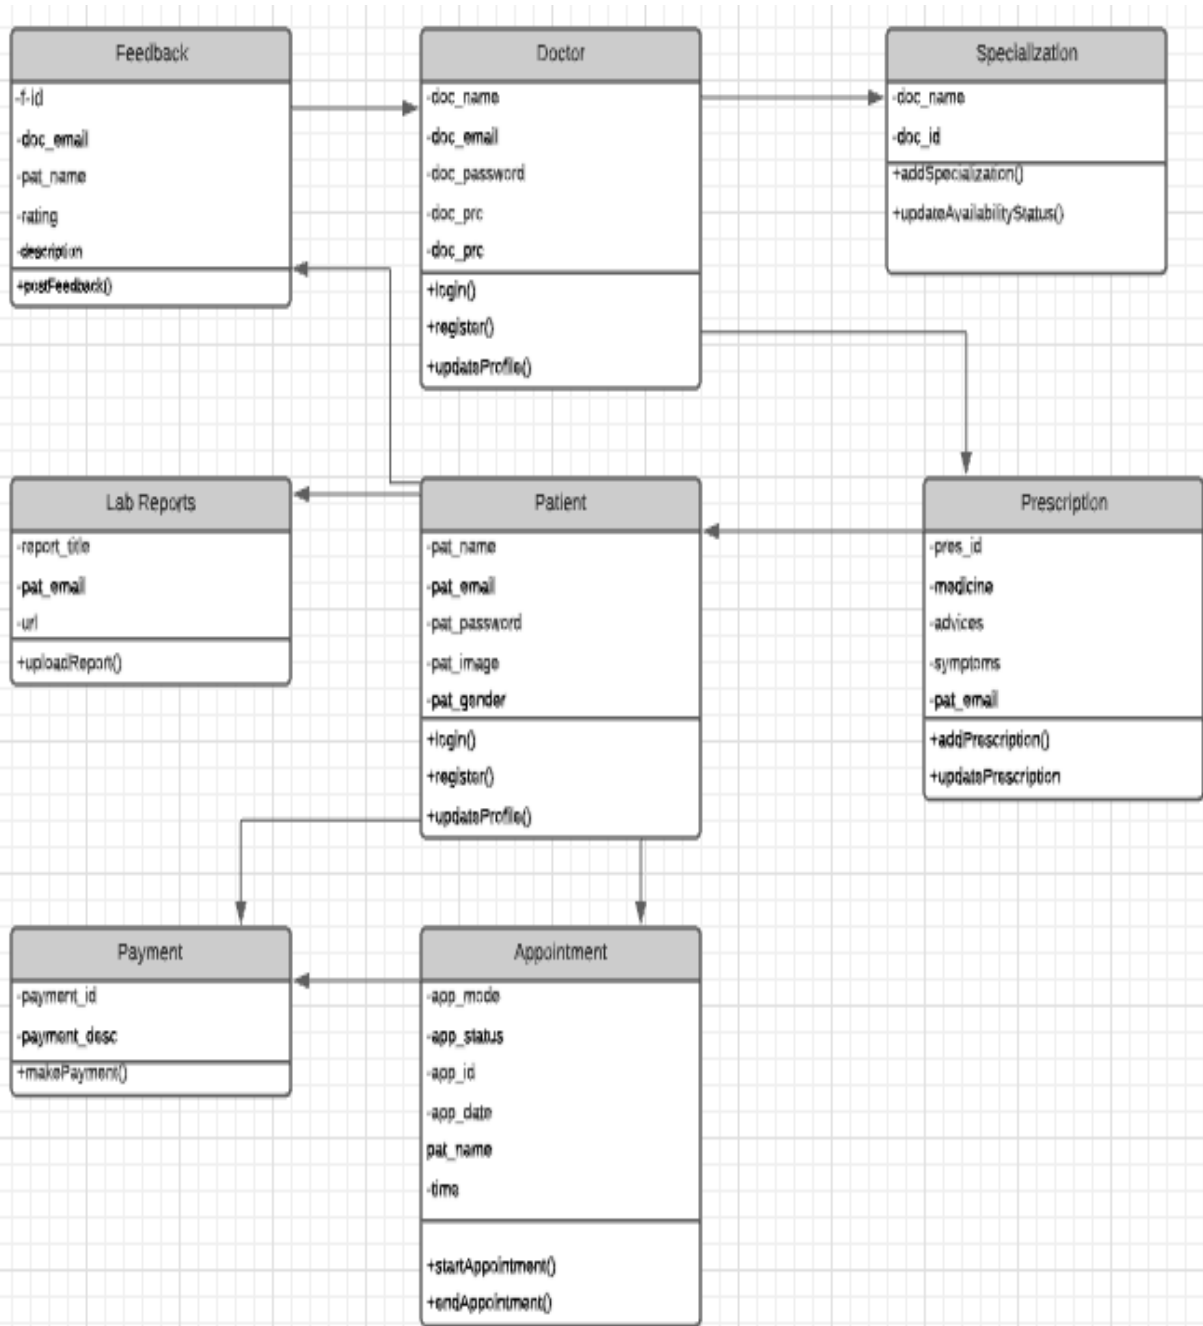 Feedback
-f-id
-doc_email
-pat_name
-rating
-description
+postFeedback()
Doctor
-doc_name
-doc_email
-doc_password
-doc_prc
-doc_prc
+login()
+register()
+updateProfile()
Specialization
-doc_name
-doc_id
+addSpecialization()
+updateAvailabilityStatus()
Lab Reports
-report_title
-pat_email
-url
+uploadReport()
Patient
-pat_name
-pat_email
-pat_password
-pat_image
-pat_gender
+login()
+register()
+updateProfile()
Prescription
-pres_id
-medicine
-advices
-symptoms
-pat_email
+addPrescription()
+updatePrescription
Payment
-payment_id
-payment_desc
+makePayment()
Appointment
-app_mode
-app_status
-app_id
-app_date
pat_name
-time
+startAppointment()
+endAppointment()